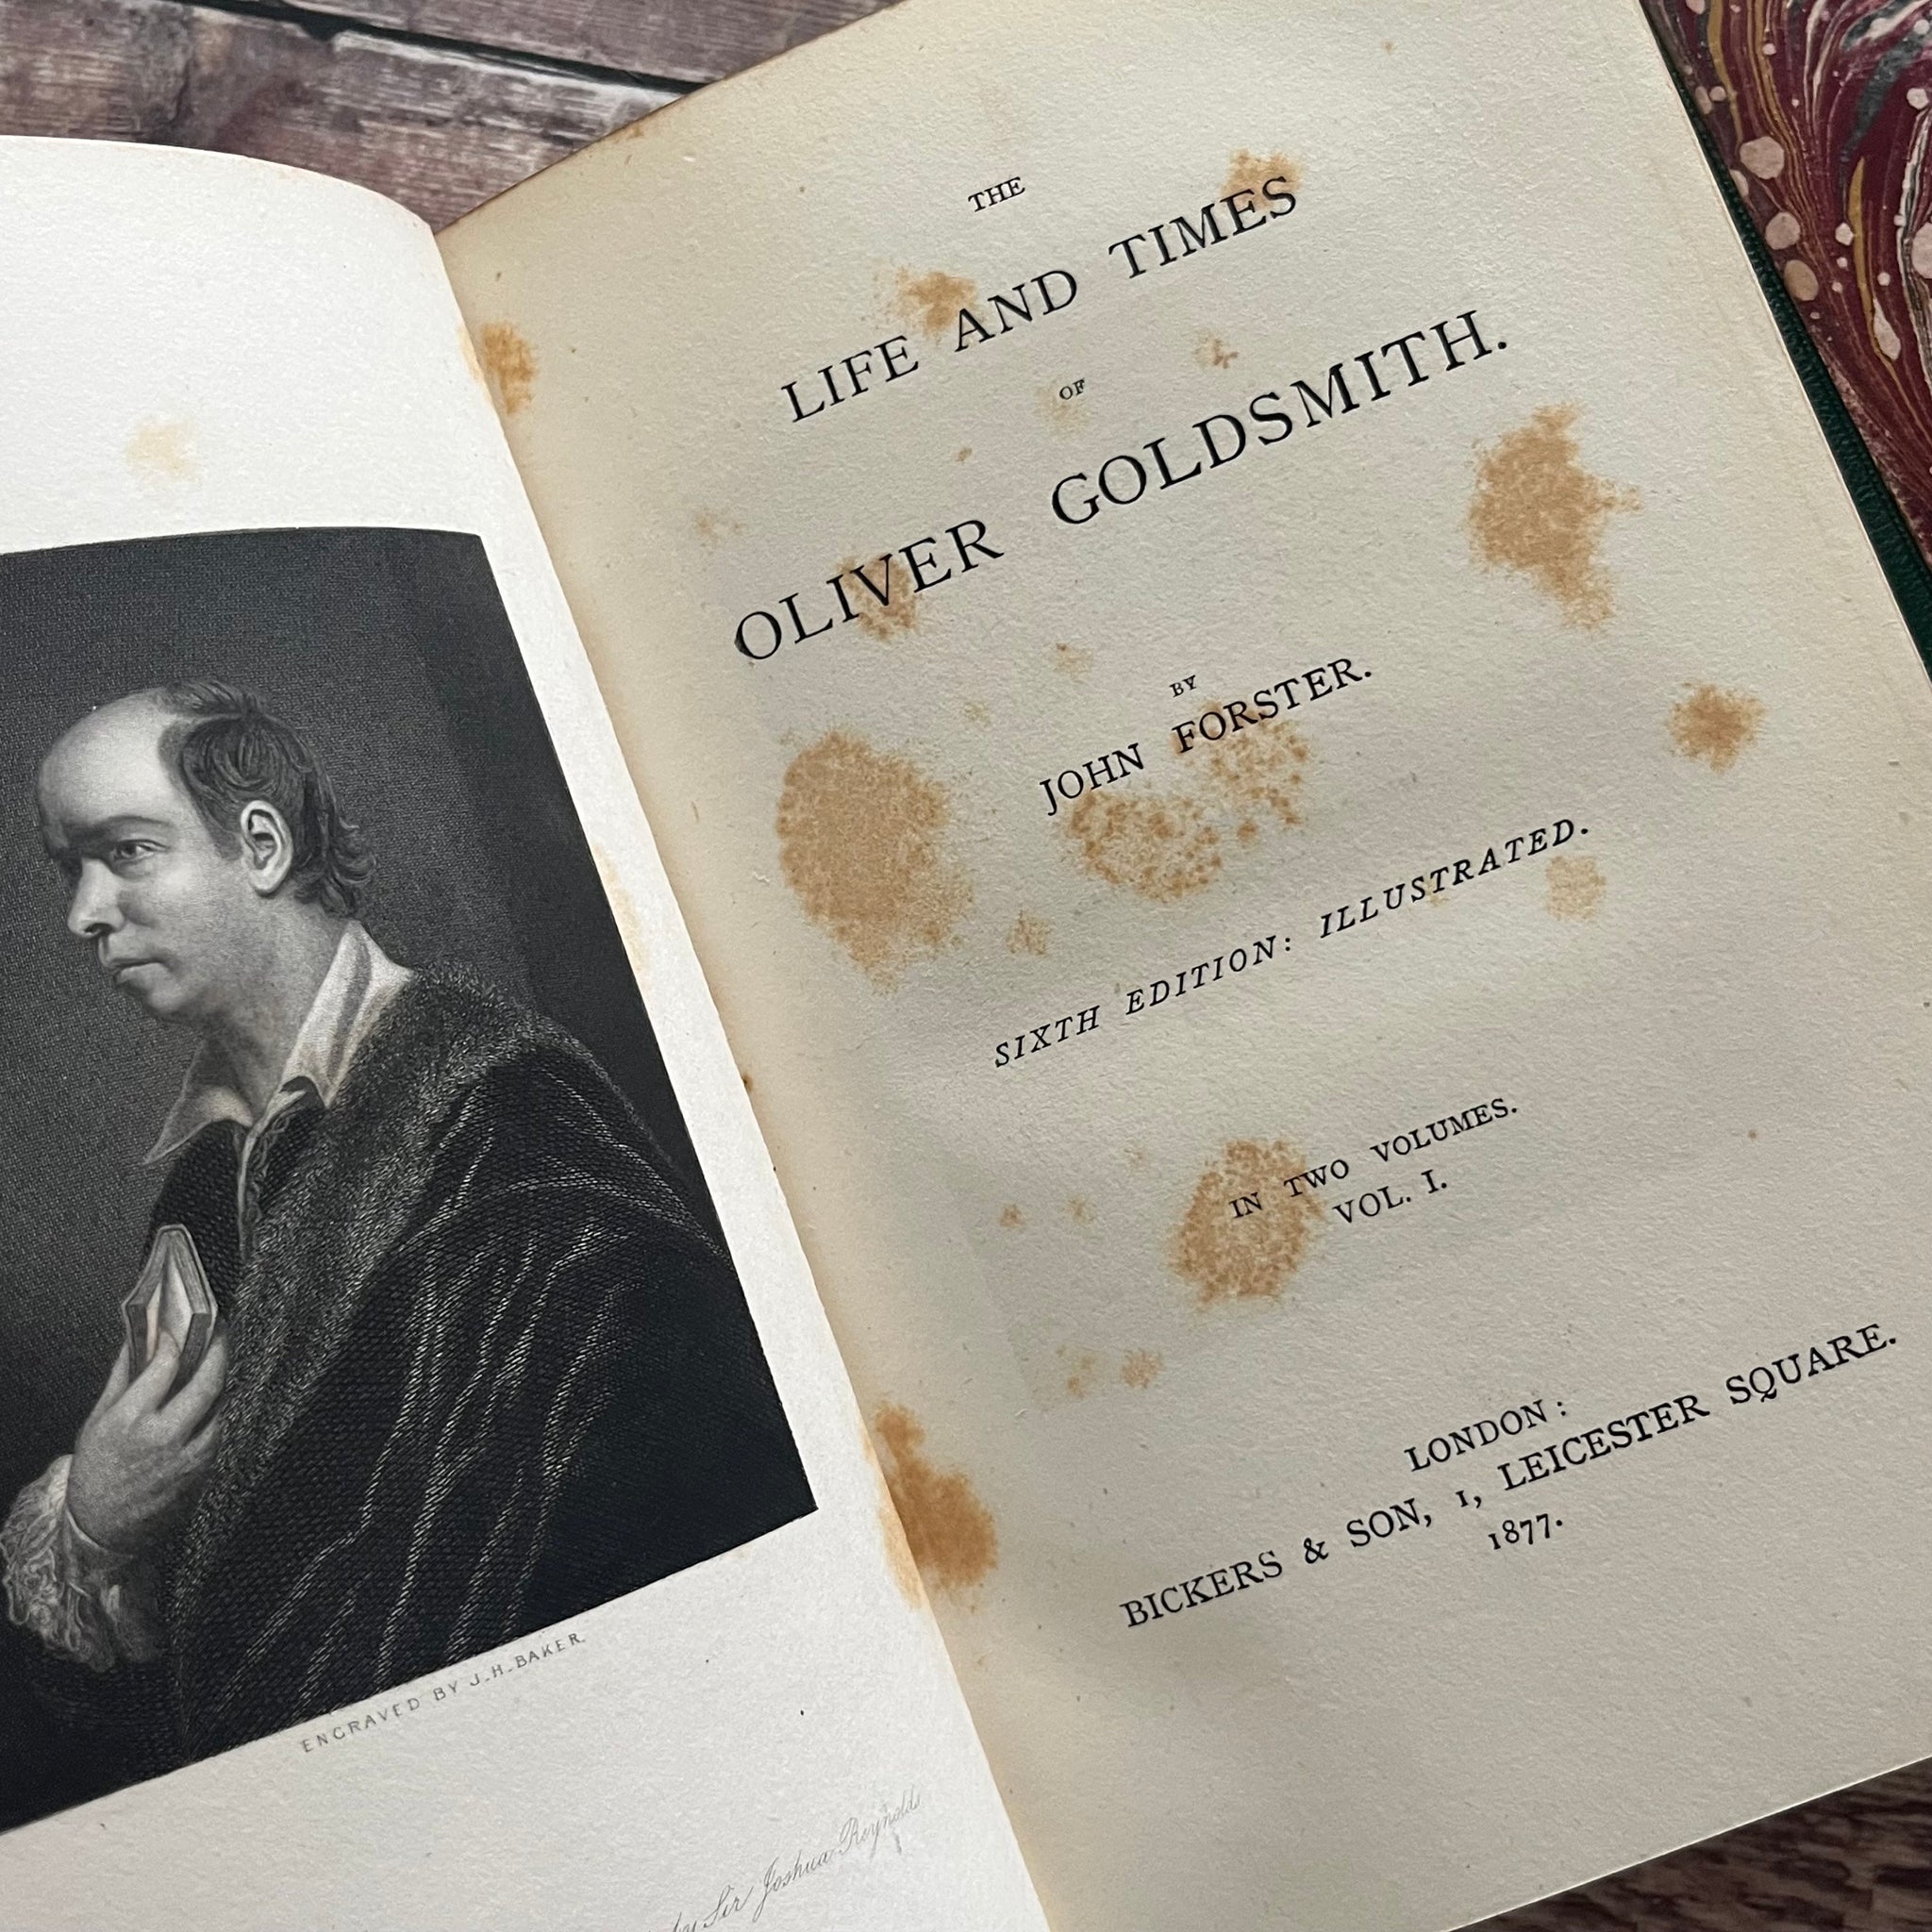 ENGRAVED BY J.H. BAKER.
by Sir Joshua Reynolds
THE
LIFE AND TIMES
OF
OLIVER GOLDSMITH.
BY
JOHN FORSTER.
SIXTH EDITION: ILLUSTRATED.
IN TWO VOLUMES.
VOL. I.
LONDON:
BICKERS & SON, 1, LEICESTER SQUARE.
1877.